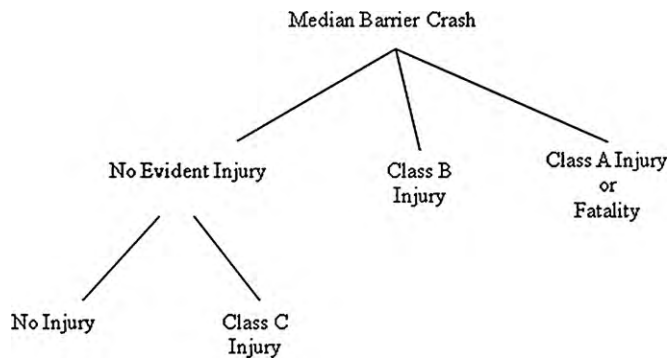 Median Barrier Crash
No Evident Injury
Class B
Injury
Class A Injury
or
Fatality
No Injury
Class C
Injury